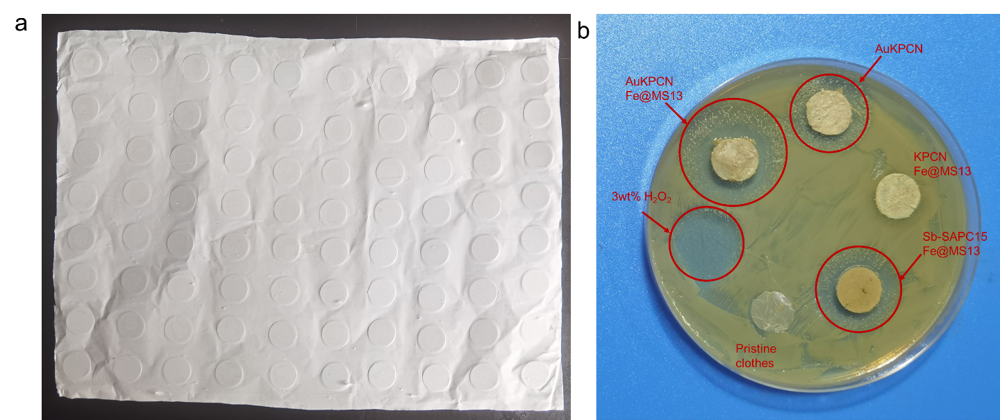 a
b
AuKPCN
AuKPCN
Fe@MS13
KPCN
Fe@MS13
3wt% H₂O₂
Sb-SAPC15
Fe@MS13
Pristine
clothes